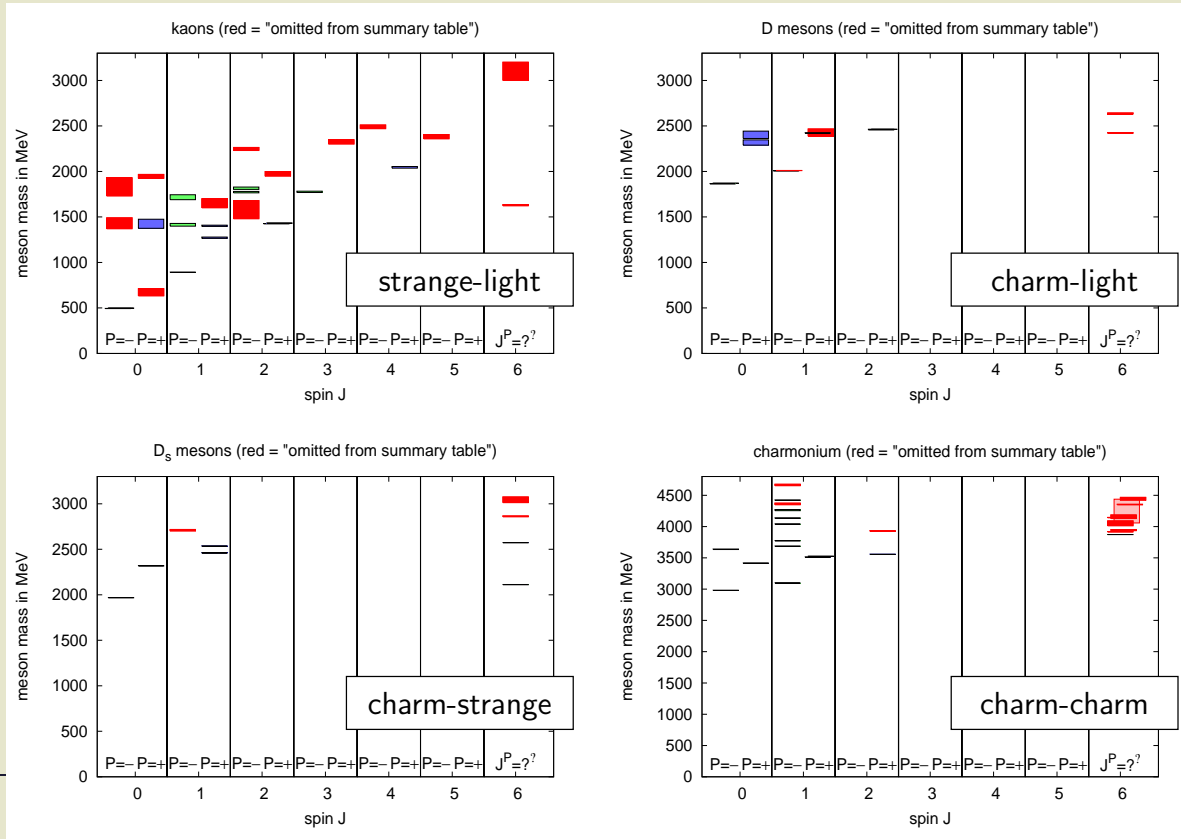 kaons (red = "omitted from summary table")
meson mass in MeV
3000
2500
2000
1500
1000
500
0
strange-light
P=− P=+ P=− P=+ P=− P=+ P=− P=+ P=− P=+ P=− P=+ J^P=?^?
0 1 2 3 4 5 6
spin J
D mesons (red = "omitted from summary table")
meson mass in MeV
3000
2500
2000
1500
1000
500
0
charm-light
P=− P=+ P=− P=+ P=− P=+ P=− P=+ P=− P=+ P=− P=+ J^P=?^?
0 1 2 3 4 5 6
spin J
D_s mesons (red = "omitted from summary table")
meson mass in MeV
3000
2500
2000
1500
1000
500
0
charm-strange
P=− P=+ P=− P=+ P=− P=+ P=− P=+ P=− P=+ P=− P=+ J^P=?^?
0 1 2 3 4 5 6
spin J
charmonium (red = "omitted from summary table")
meson mass in MeV
4500
4000
3500
3000
2500
2000
1500
1000
500
0
charm-charm
P=− P=+ P=− P=+ P=− P=+ P=− P=+ P=− P=+ P=− P=+ J^P=?^?
0 1 2 3 4 5 6
spin J